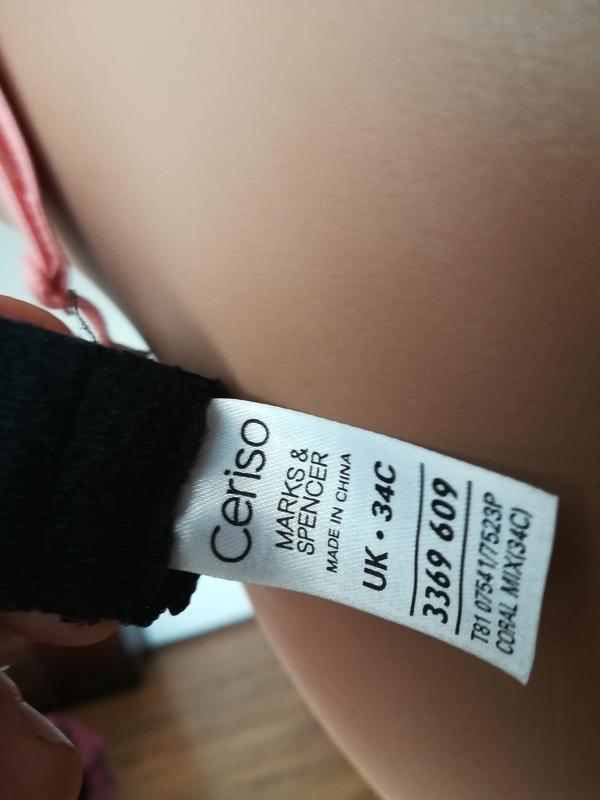 Ceriso
MARKS &
SPENCER
MADE IN CHINA
UK • 34C
3369 609
T81 07541/7523P
CORAL MIX(34C)